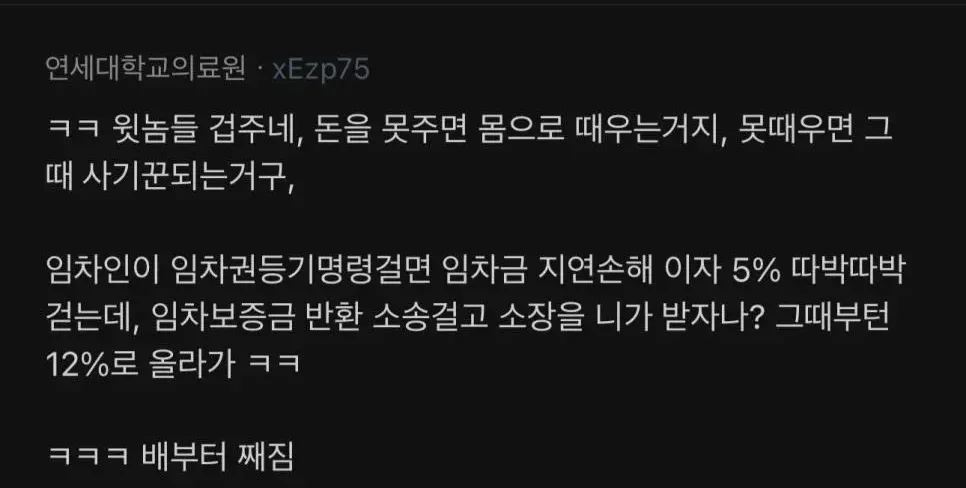 연세대학교의료원 · xEzp75
ㅋㅋ 윗놈들 겁주네, 돈을 못주면 몸으로 때우는거지, 못때우면 그
때 사기꾼되는거구,
임차인이 임차권등기명령걸면 임차금 지연손해 이자 5% 따박따박
걷는데, 임차보증금 반환 소송걸고 소장을 니가 받자나? 그때부턴
12%로 올라가 ㅋㅋ
ㅋㅋㅋ 배부터 째짐